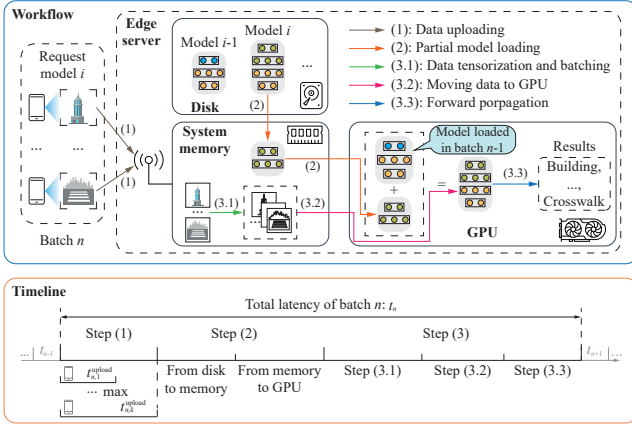 Workflow
Request
model i
(1)
... ...
(1)
Batch n
Edge
server
Model i-1
Model i
...
Disk
(2)
System
memory
(2)
...
(3.1)
...
(3.2)
(1): Data uploading
(2): Partial model loading
(3.1): Data tensorization and batching
(3.2): Moving data to GPU
(3.3): Forward porpagation
Model loaded
in batch n-1
+
=
(3.3)
GPU
Results
Building,
...,
Crosswalk
Timeline
Total latency of batch n: tn
... tn-1
Step (1)
Step (2)
Step (3)
tn+1 ...
t upload n,1
... max
t upload n,k
From disk
to memory
From memory
to GPU
Step (3.1)
Step (3.2)
Step (3.3)